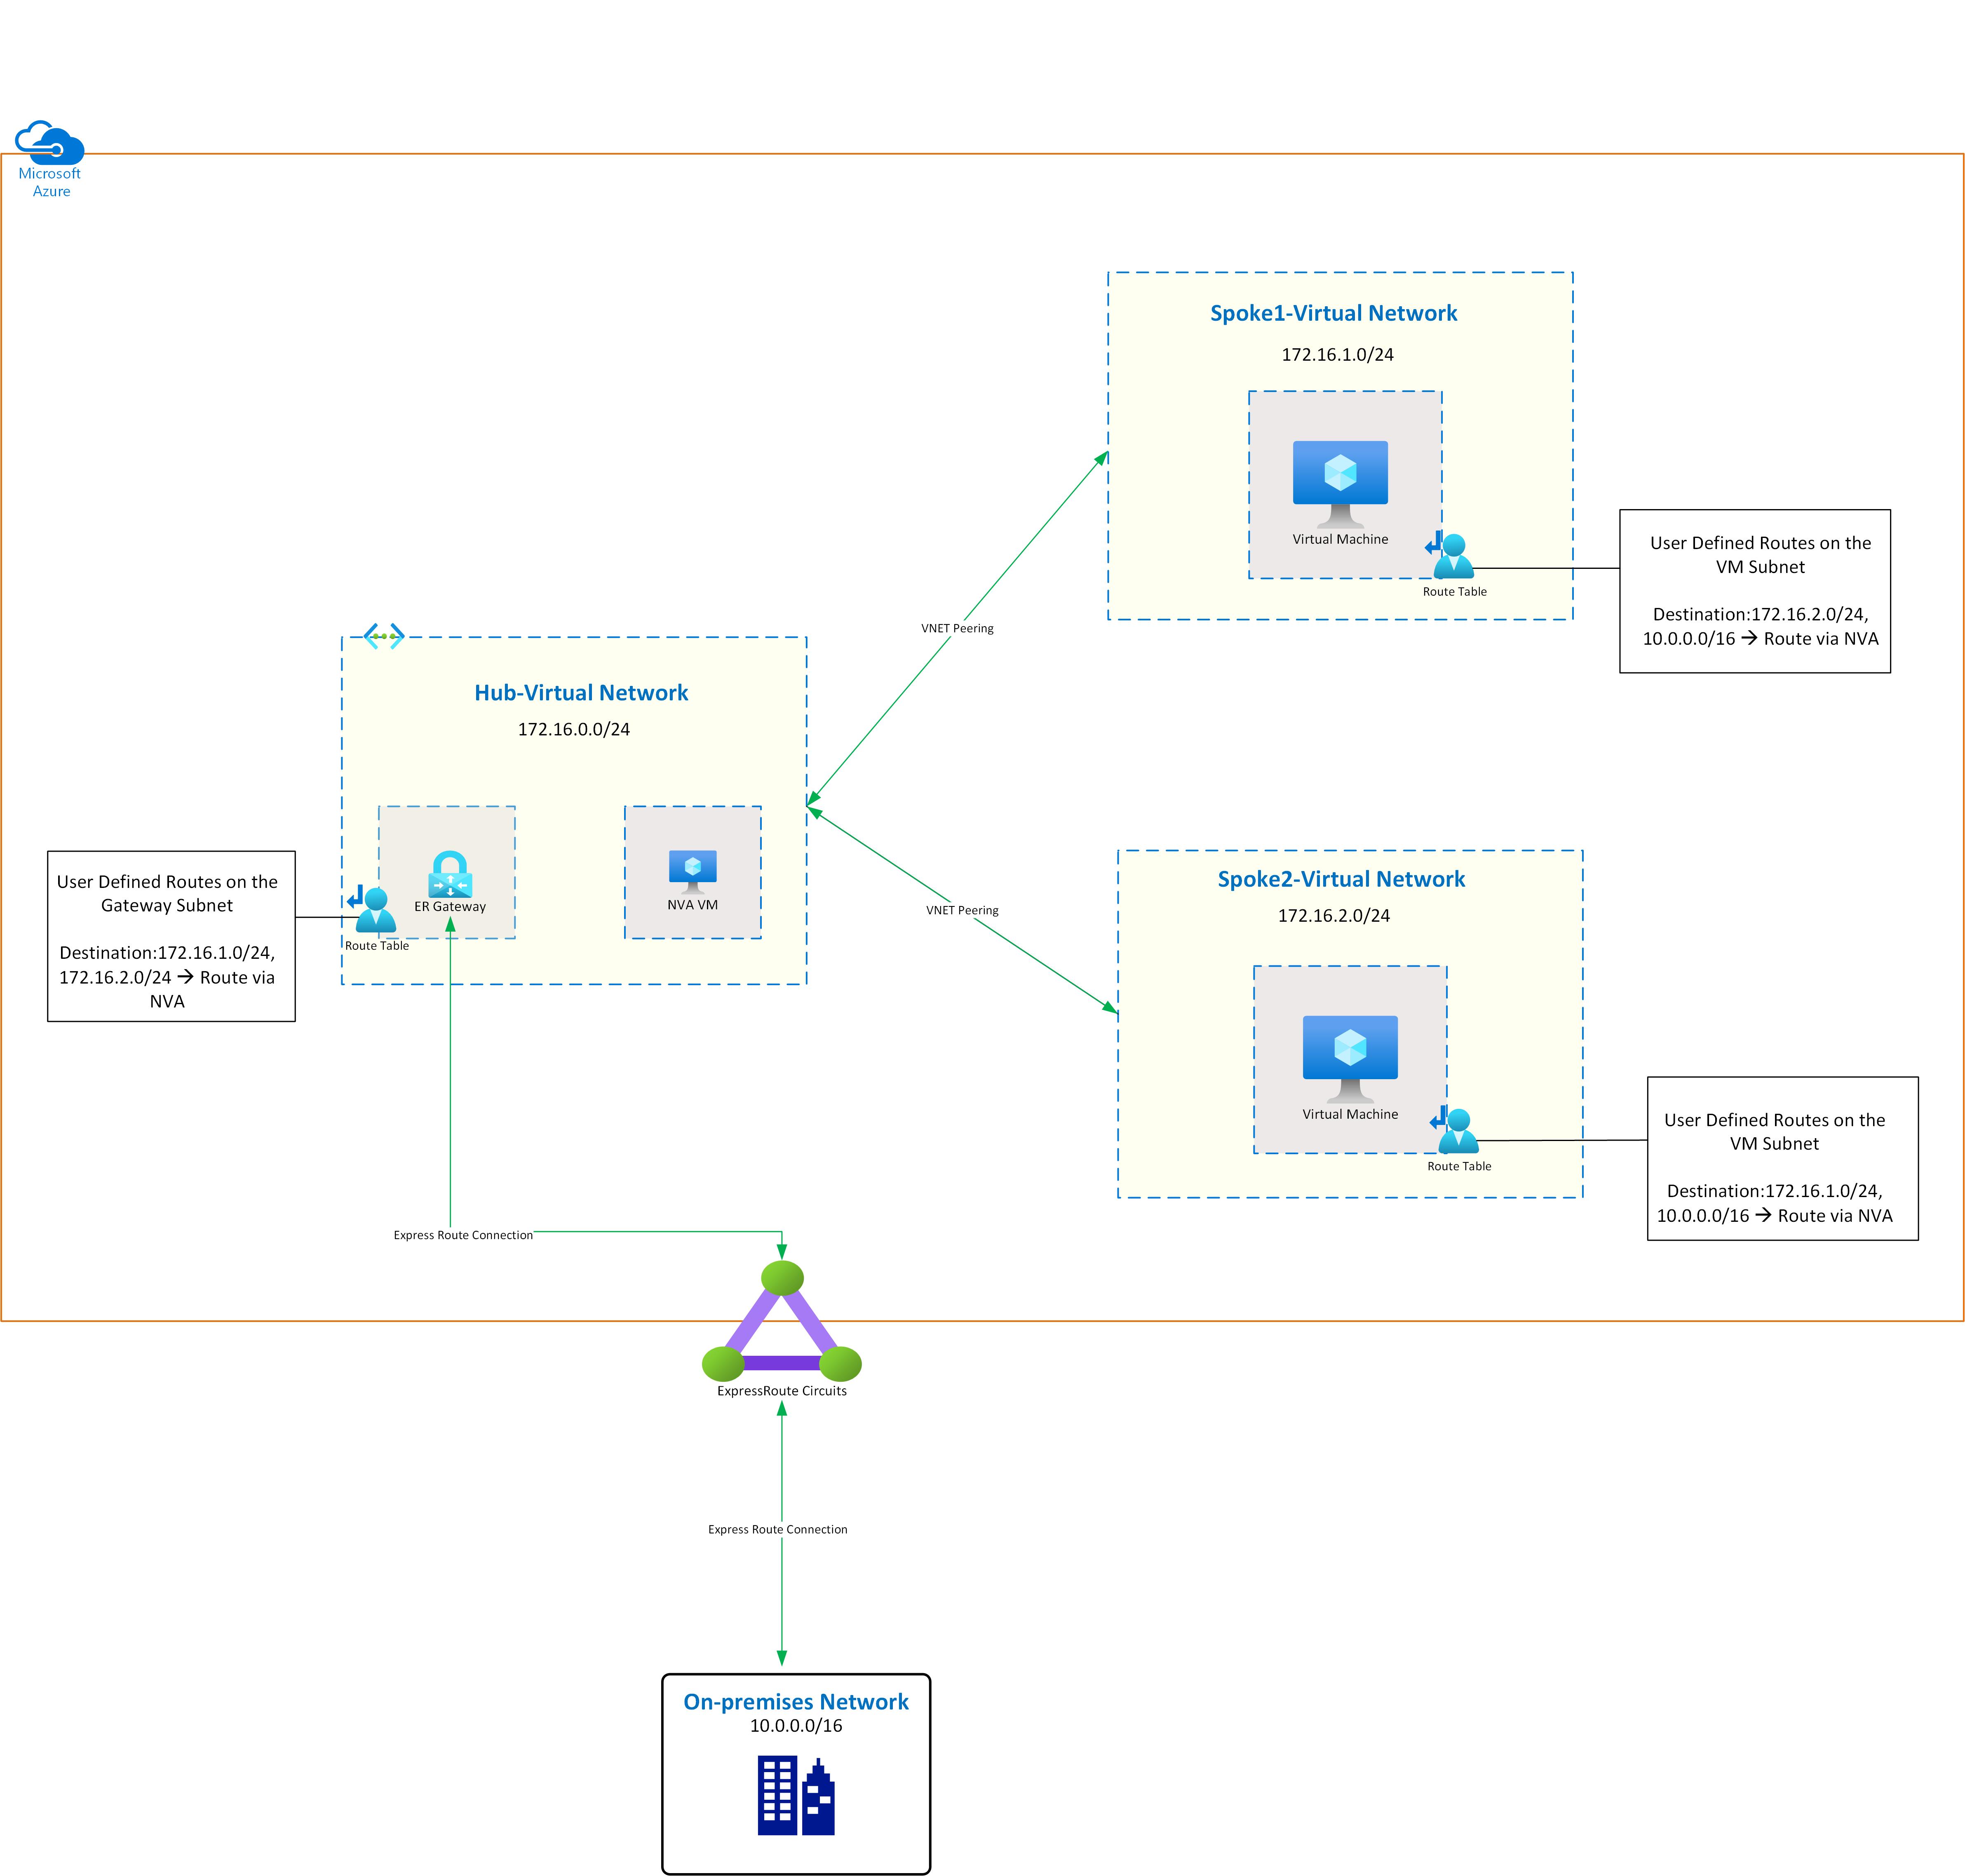 Microsoft
Azure
Spoke1-Virtual Network
172.16.1.0/24
Virtual Machine
Route Table
User Defined Routes on the
VM Subnet
Destination:172.16.2.0/24,
10.0.0.0/16 → Route via NVA
VNET Peering
Hub-Virtual Network
172.16.0.0/24
ER Gateway
NVA VM
Route Table
User Defined Routes on the
Gateway Subnet
Destination:172.16.1.0/24,
172.16.2.0/24 → Route via
NVA
VNET Peering
Spoke2-Virtual Network
172.16.2.0/24
Virtual Machine
Route Table
User Defined Routes on the
VM Subnet
Destination:172.16.1.0/24,
10.0.0.0/16 → Route via NVA
Express Route Connection
ExpressRoute Circuits
Express Route Connection
On-premises Network
10.0.0.0/16